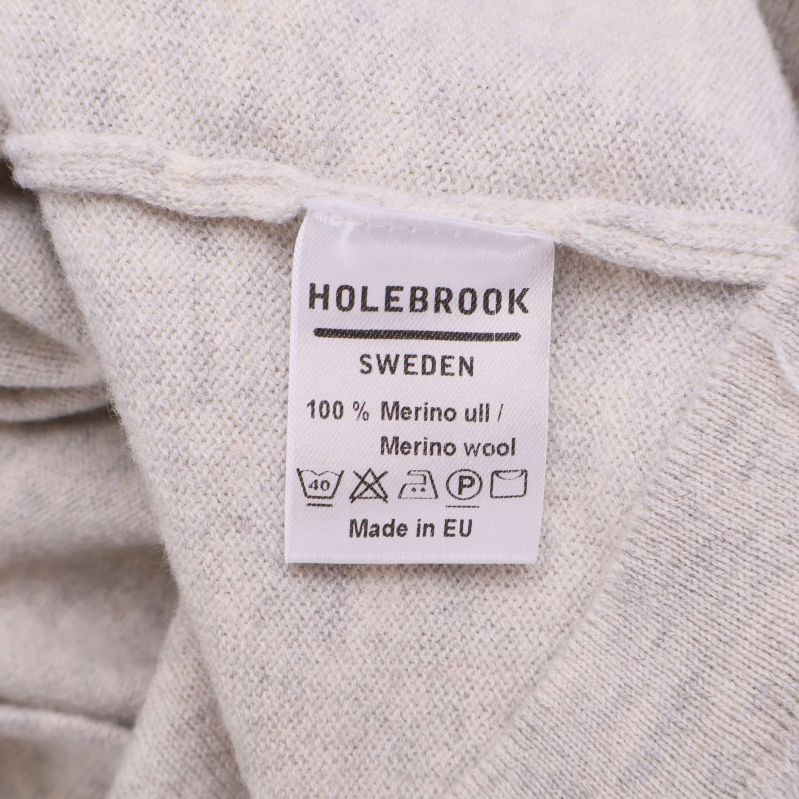 HOLEBROOK
SWEDEN
100 % Merino ull /
Merino wool
40 P
Made in EU